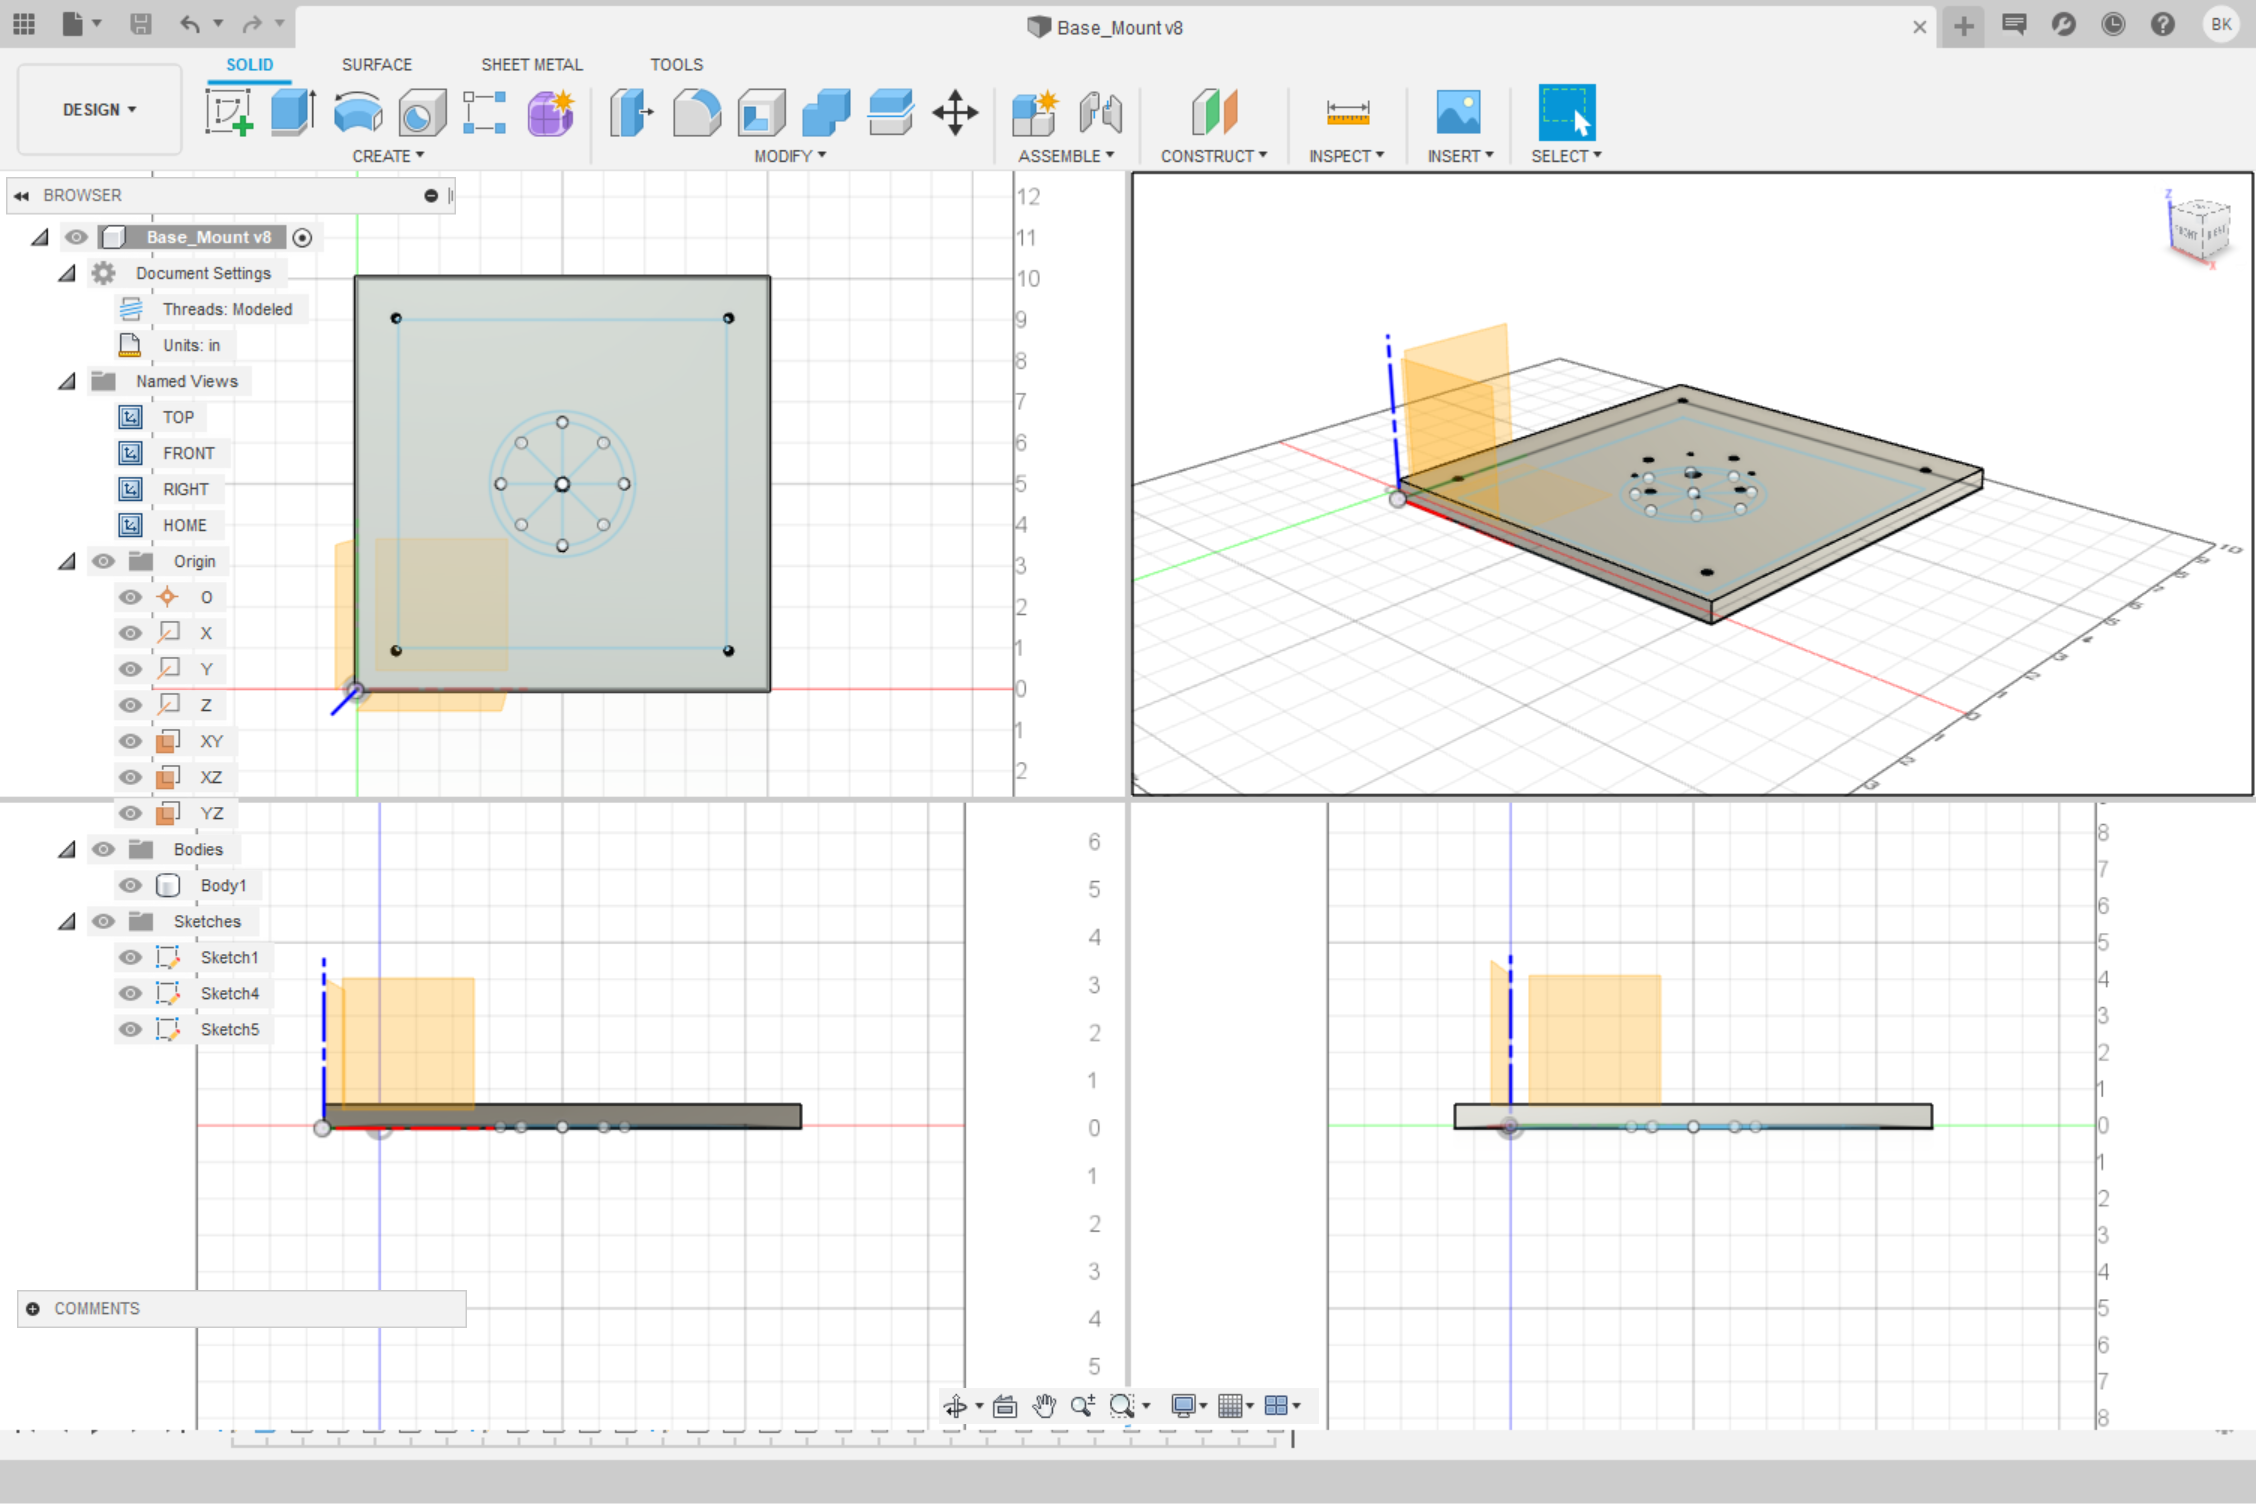 Base_Mount v8
BK
DESIGN
SOLID
SURFACE
SHEET METAL
TOOLS
CREATE
MODIFY
ASSEMBLE
CONSTRUCT
INSPECT
INSERT
SELECT
BROWSER
Base_Mount v8
Document Settings
Threads: Modeled
Units: in
Named Views
TOP
FRONT
RIGHT
HOME
Origin
O
X
Y
Z
XY
XZ
YZ
Bodies
Body1
Sketches
Sketch1
Sketch4
Sketch5
COMMENTS
12
11
10
9
8
7
6
5
4
3
2
1
0
1
2
Z
FRONT
X
10
6
5
4
3
2
1
0
1
2
3
4
5
8
7
6
5
4
3
2
1
0
1
2
3
4
5
6
7
8